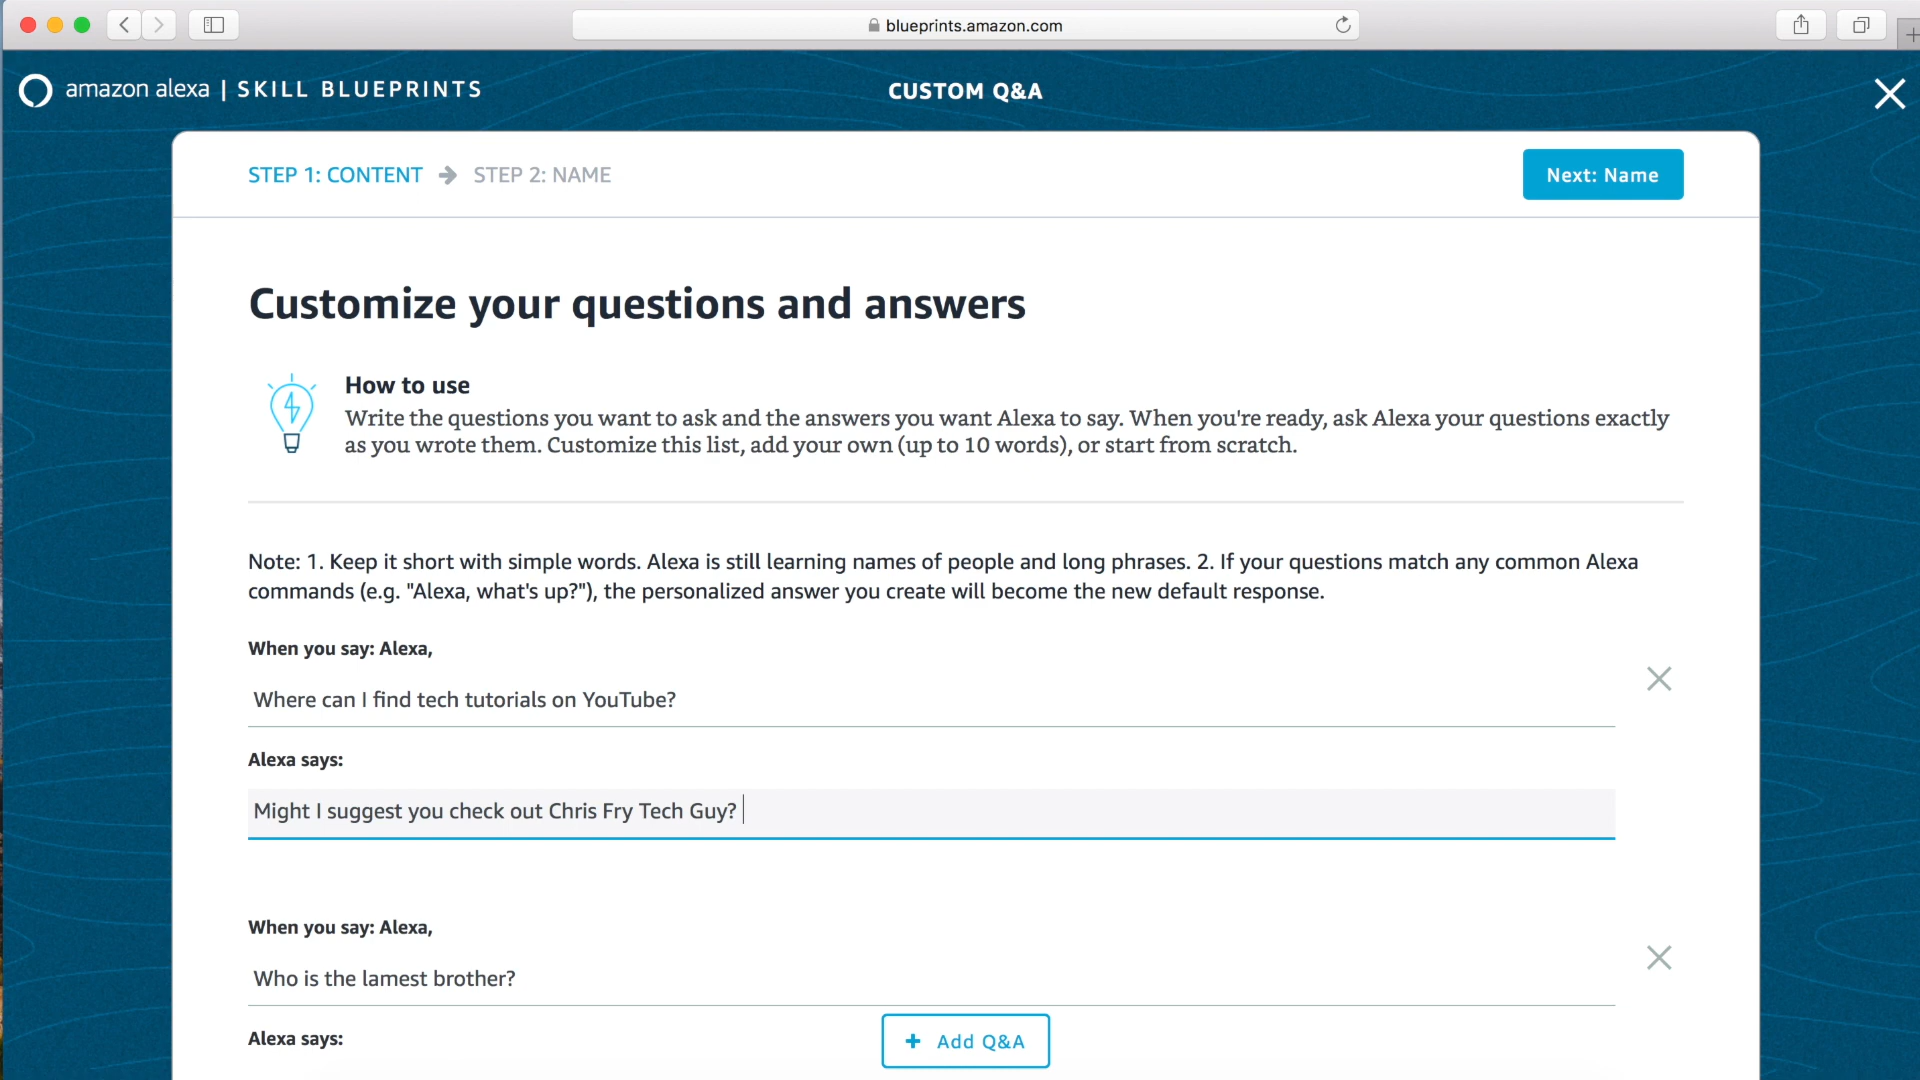 blueprints.amazon.com
amazon alexa | SKILL BLUEPRINTS
CUSTOM Q&A
STEP 1: CONTENT → STEP 2: NAME
Next: Name
Customize your questions and answers
How to use
Write the questions you want to ask and the answers you want Alexa to say. When you're ready, ask Alexa your questions exactly
as you wrote them. Customize this list, add your own (up to 10 words), or start from scratch.
Note: 1. Keep it short with simple words. Alexa is still learning names of people and long phrases. 2. If your questions match any common Alexa
commands (e.g. "Alexa, what's up?"), the personalized answer you create will become the new default response.
When you say: Alexa,
Where can I find tech tutorials on YouTube?
Alexa says:
Might I suggest you check out Chris Fry Tech Guy?
When you say: Alexa,
Who is the lamest brother?
Alexa says:
+ Add Q&A